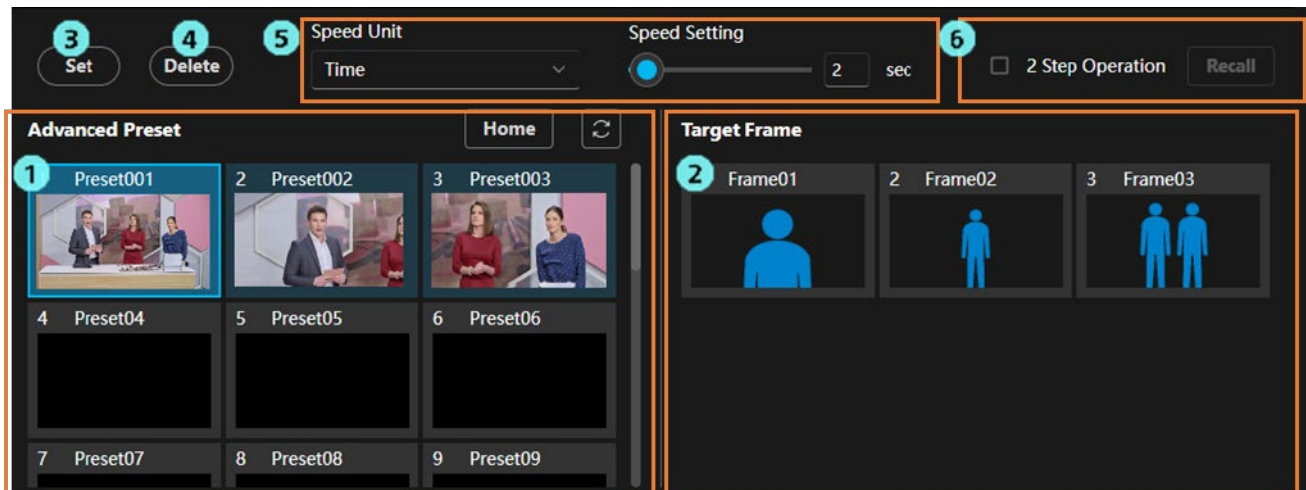 3 4 5 Speed Unit Speed Setting 6
Set Delete Time 2 sec 2 Step Operation Recall
Advanced Preset Home Target Frame
1 Preset001 2 Preset002 3 Preset003 2 Frame01 2 Frame02 3 Frame03
4 Preset04 5 Preset05 6 Preset06
7 Preset07 8 Preset08 9 Preset09